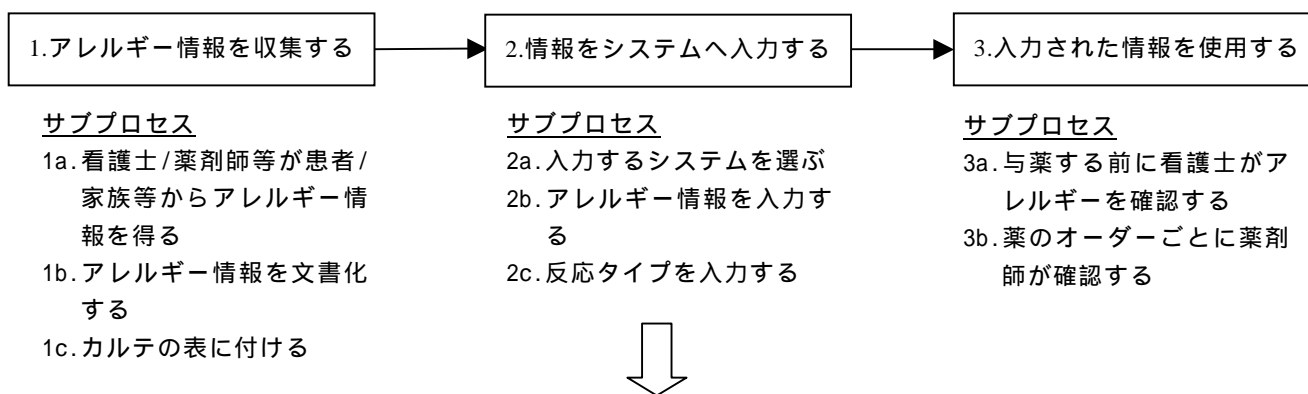 1.アレルギー情報を収集する
2.情報をシステムへ入力する
3.入力された情報を使用する
サブプロセス
1a.看護士/薬剤師等が患者/
家族等からアレルギー情
報を得る
1b.アレルギー情報を文書化
する
1c.カルテの表に付ける
サブプロセス
2a.入力するシステムを選ぶ
2b.アレルギー情報を入力す
る
2c.反応タイプを入力する
サブプロセス
3a.与薬する前に看護士がア
レルギーを確認する
3b.薬のオーダーごとに薬剤
師が確認する